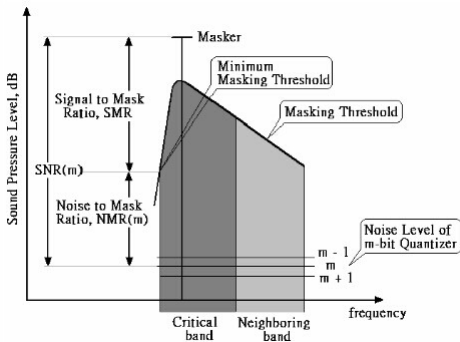 Sound Pressure Level, dB
Masker
Minimum
Masking Threshold
Signal to Mask
Ratio, SMR
Masking Threshold
SNR(m)
Noise to Mask
Ratio, NMR(m)
Noise Level of
m-bit Quantizer
m - 1
m
m + 1
frequency
Critical
band
Neighboring
band